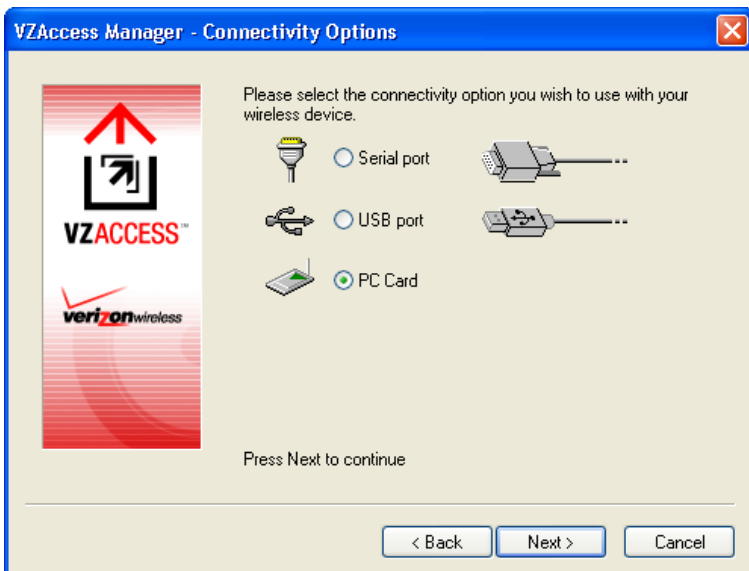 VZAccess Manager - Connectivity Options
Please select the connectivity option you wish to use with your
wireless device.
Serial port
USB port
PC Card
VZACCESS™
verizonwireless
Press Next to continue
< Back
Next >
Cancel